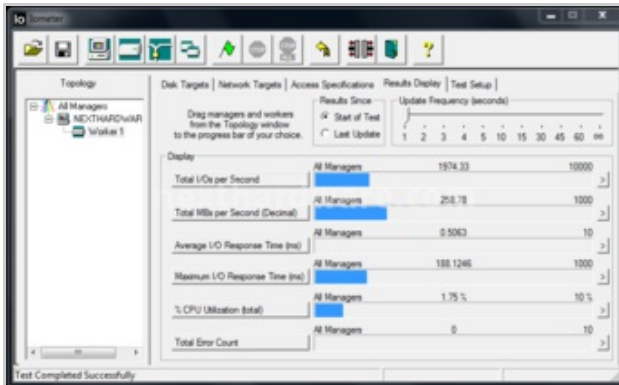 Io Iometer
Topology
All Managers
NEXTHARDWAR
Worker 1
Disk Targets Network Targets Access Specifications Results Display Test Setup
Drag managers and workers
from the Topology window
to the progress bar of your choice.
Results Since
Start of Test
Last Update
Update Frequency (seconds)
1 2 3 4 5 10 15 30 45 60 ∞
Display
All Managers 1974.33 10000
Total I/Os per Second
All Managers 258.78 1000
Total MBs per Second (Decimal)
All Managers 0.5063 10
Average I/O Response Time (ms)
All Managers 188.1246 1000
Maximum I/O Response Time (ms)
All Managers 1.75 % 10 %
% CPU Utilization (total)
All Managers 0 10
Total Error Count
Test Completed Successfully